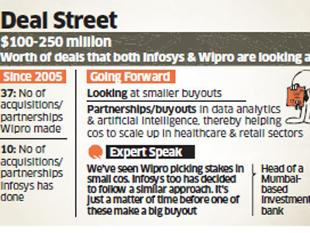 Deal Street
$100-250 million
Worth of deals that both Infosys & Wipro are looking a
Since 2005
37: No of
acquisitions/
partnerships
Wipro made
10: No of
acquisitions/
partnerships
Infosys has
done
Going Forward
Looking at smaller buyouts
Partnerships/buyouts in data analytics
& artificial intelligence, thereby helping
cos to scale up in healthcare & retail sectors
Expert Speak
We've seen Wipro picking stakes in
small cos. Infosys too has decided
to follow a similar approach. It's
just a matter of time before one of
these make a big buyout
Head of a
Mumbai-
based
investment
bank